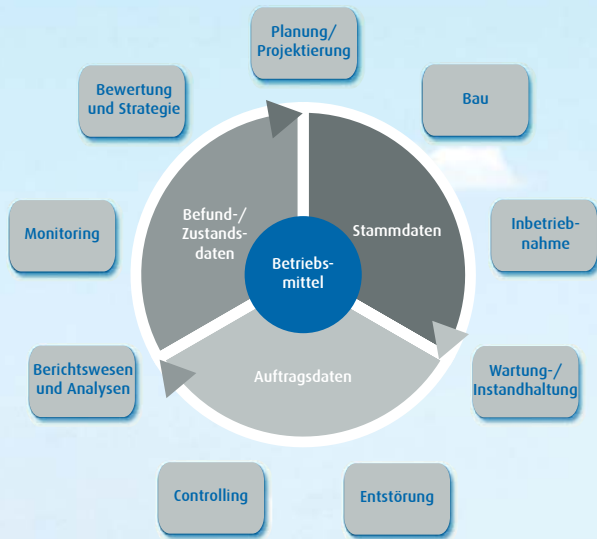 Planung/
Projektierung
Bewertung
und Strategie
Bau
Befund-/
Zustands-
daten
Stammdaten
Monitoring
Inbetrieb-
nahme
Betriebs-
mittel
Berichtswesen
und Analysen
Auftragsdaten
Wartung-/
Instandhaltung
Controlling
Entstörung